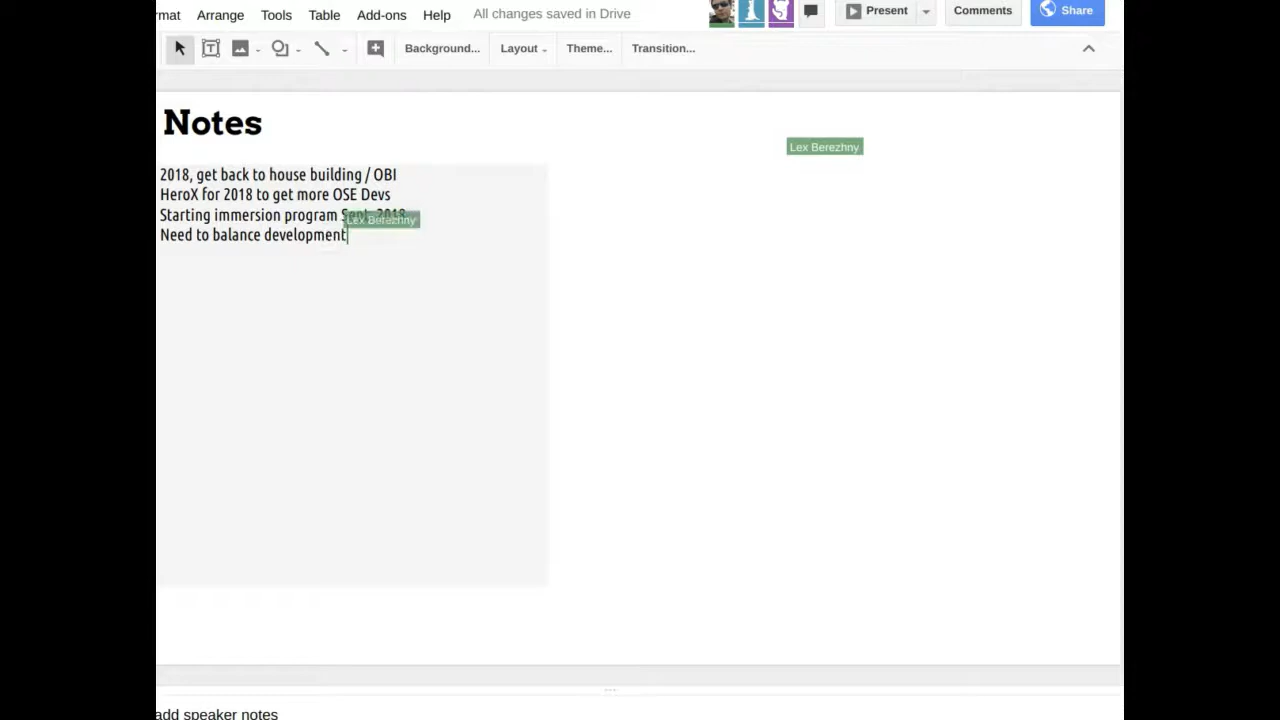 rmat Arrange Tools Table Add-ons Help All changes saved in Drive Present Comments Share
Background... Layout Theme... Transition...
Notes
Lex Berezhny
2018, get back to house building / OBI
HeroX for 2018 to get more OSE Devs
Starting immersion program Sept. 2018
Lex Berezhny
Need to balance development
add speaker notes